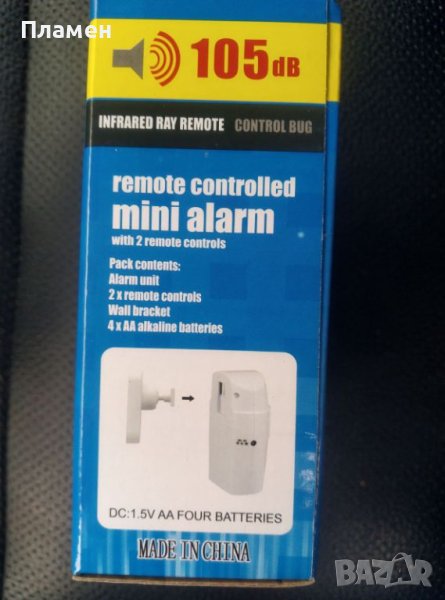 Пламен
105dB
INFRARED RAY REMOTE CONTROL BUG
remote controlled
mini alarm
with 2 remote controls
Pack contents:
Alarm unit
2 x remote controls
Wall bracket
4 x AA alkaline batteries
DC:1.5V AA FOUR BATTERIES
MADE IN CHINA
BAZAR